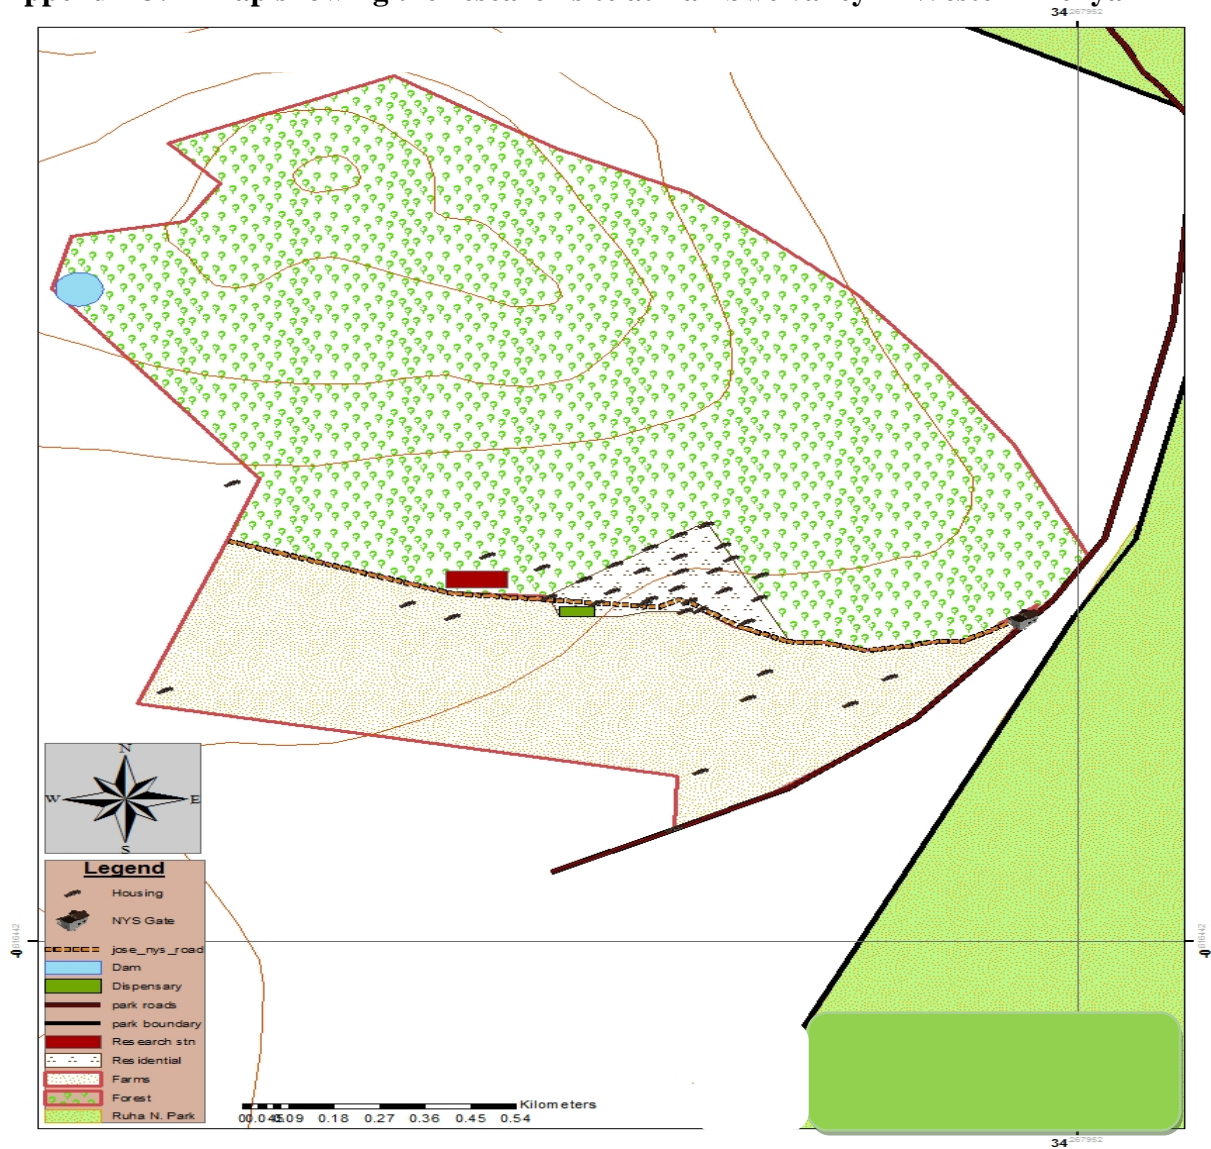 34
N
W E
S
Legend
Housing
NYS Gate
jose_nys_road
Dam
Dispensary
park roads
park boundary
Research stn
Residential
Farms
Forest
Ruha N. Park
Kilometers
0.18 0.27 0.36 0.45 0.54
34